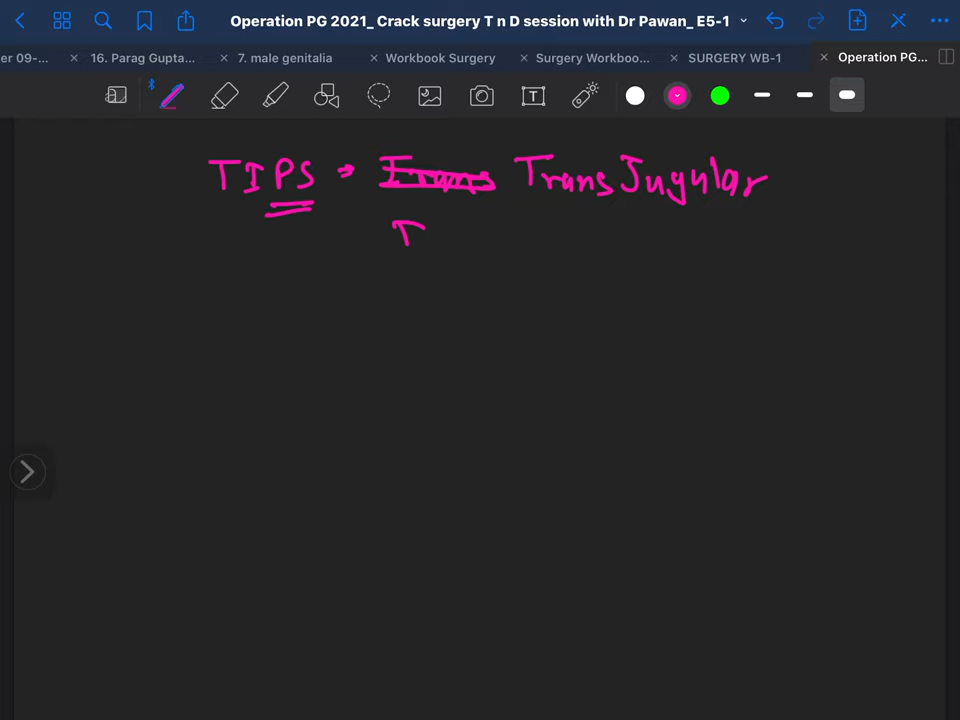 Operation PG 2021_ Crack surgery T n D session with Dr Pawan_ E5-1
er 09-... 16. Parag Gupta... 7. male genitalia Workbook Surgery Surgery Workboo... SURGERY WB-1 Operation PG...
T
TIPS → Trans TransJugular